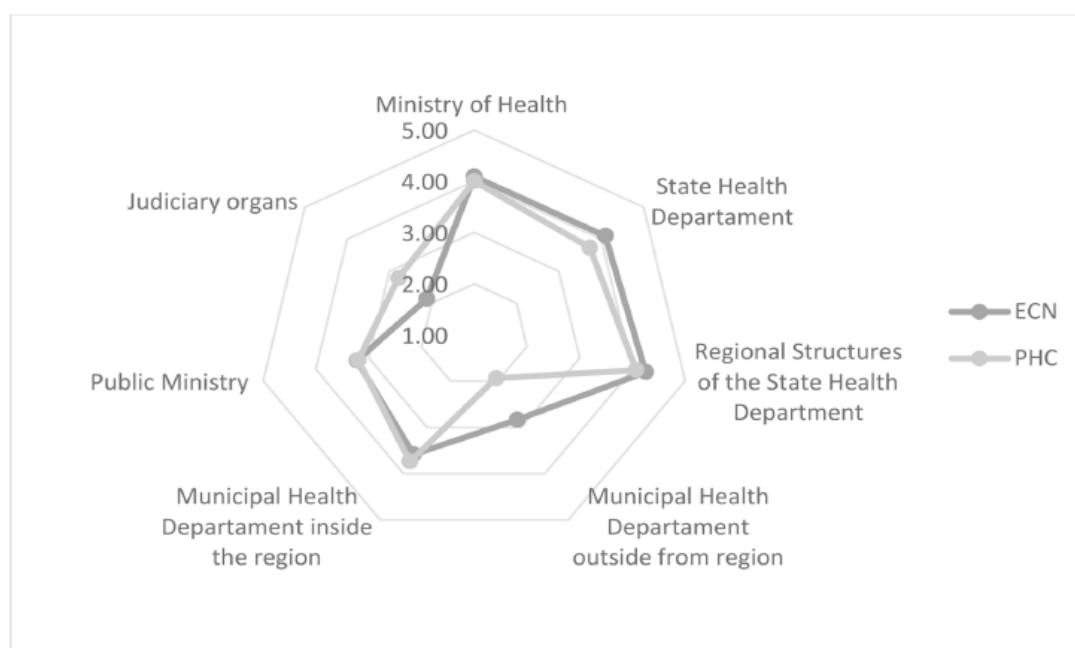 Ministry of Health
5.00
4.00
3.00
2.00
1.00
State Health
Departament
Regional Structures
of the State Health
Department
Municipal Health
Departament
outside from region
Municipal Health
Departament inside
the region
Public Ministry
Judiciary organs
ECN
PHC